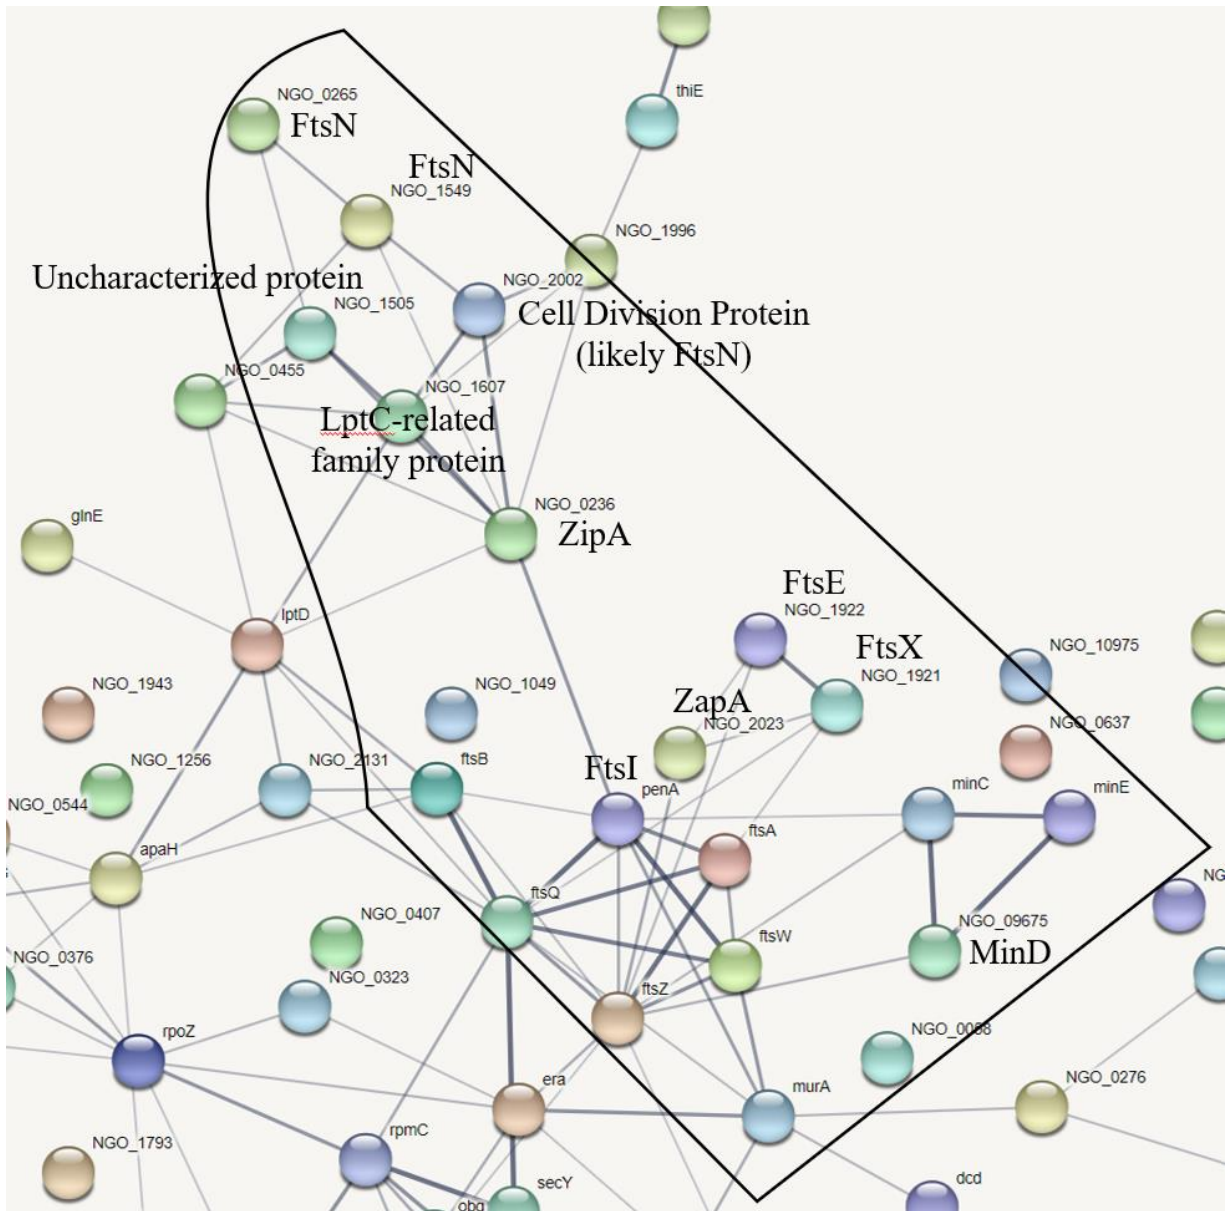 NGO_0265
FtsN
thiE
FtsN
NGO_1549
NGO_1996
Uncharacterized protein
NGO_2002
NGO_1505
Cell Division Protein
(likely FtsN)
NGO_0455
NGO_1607
LptC-related
family protein
NGO_0236
ZipA
glnE
FtsE
NGO_1922
lptD
FtsX
NGO_1921
NGO_10975
NGO_1943
NGO_1049
ZapA
NGO_2023
NGO_0637
NGO_1256
NGO_2131
ftsB
FtsI
penA
minC
minE
NGO_0544
apaH
ftsA
ftsQ
NGO_0407
ftsW
NGO_09675
MinD
NG
NGO_0376
NGO_0323
ftsZ
rpoZ
NGO_0088
era
murA
NGO_0276
NGO_1793
rpmC
secY
dcd
obg